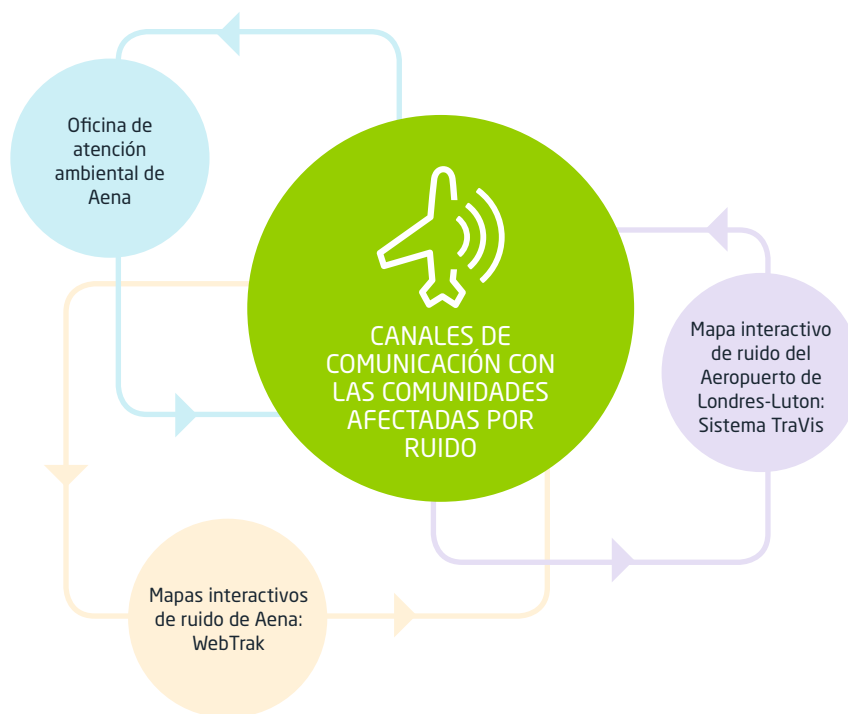 Oficina de
atención
ambiental de
Aena
CANALES DE
COMUNICACIÓN CON
LAS COMUNIDADES
AFECTADAS POR
RUIDO
Mapa interactivo
de ruido del
Aeropuerto de
Londres-Luton:
Sistema TraVis
Mapas interactivos
de ruido de Aena:
WebTrak